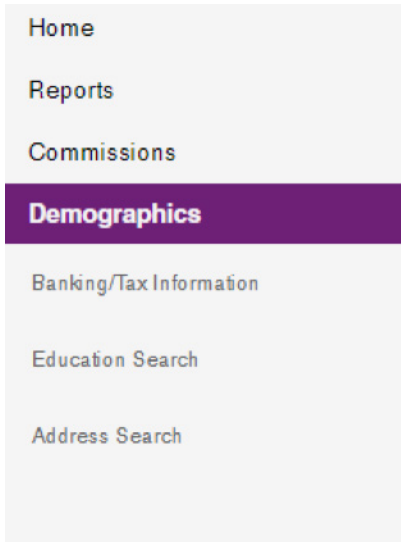 Home
Reports
Commissions
Demographics
Banking/Tax Information
Education Search
Address Search